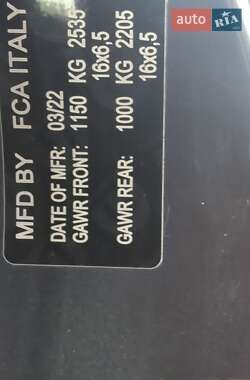 MFD BY FCA ITALY
DATE OF MFR: 03/22
GAWR FRONT: 1150 KG 2535
16x6,5
GAWR REAR: 1000 KG 2205
16x6,5
auto RIA .com